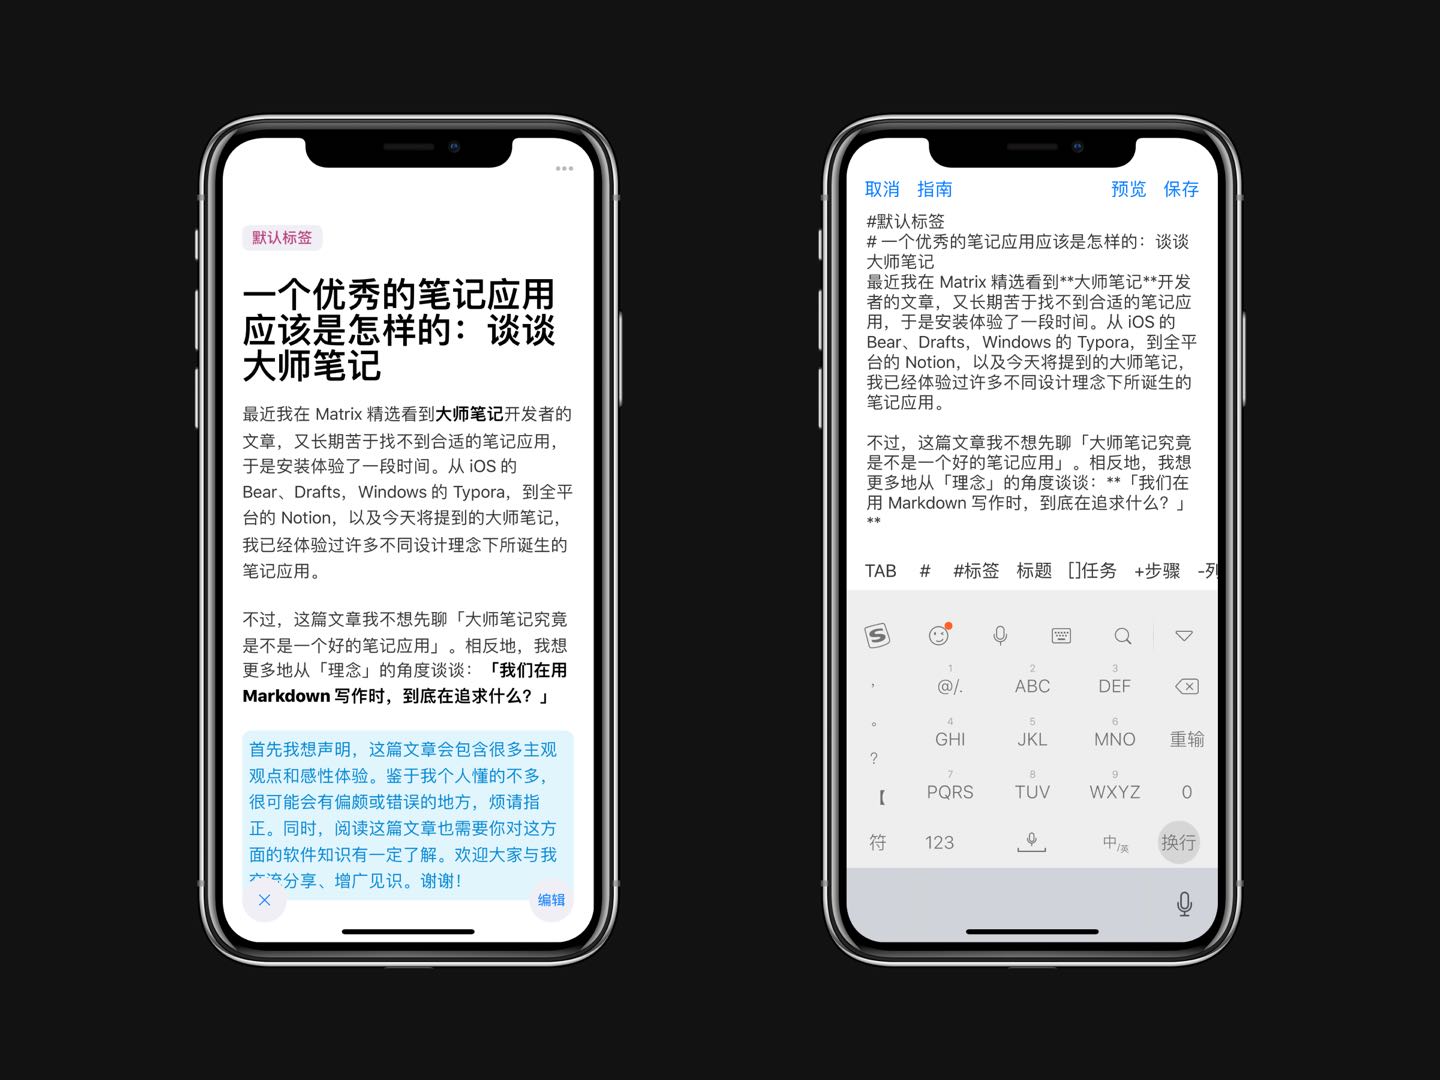 默认标签
一个优秀的笔记应用
应该是怎样的：谈谈
大师笔记
最近我在 Matrix 精选看到大师笔记开发者的
文章，又长期苦于找不到合适的笔记应用，
于是安装体验了一段时间。从 iOS 的
Bear、Drafts，Windows 的 Typora，到全平
台的 Notion，以及今天将提到的大师笔记，
我已经体验过许多不同设计理念下所诞生的
笔记应用。
不过，这篇文章我不想先聊「大师笔记究竟
是不是一个好的笔记应用」。相反地，我想
更多地从「理念」的角度谈谈：「我们在用
Markdown 写作时，到底在追求什么？」
首先我想声明，这篇文章会包含很多主观
观点和感性体验。鉴于我个人懂的不多，
很可能会有偏颇或错误的地方，烦请指
正。同时，阅读这篇文章也需要你对这方
面的软件知识有一定了解。欢迎大家与我
交流分享、增广见识。谢谢！
编辑
取消 指南 预览 保存
#默认标签
# 一个优秀的笔记应用应该是怎样的：谈谈
大师笔记
最近我在 Matrix 精选看到**大师笔记**开发
者的文章，又长期苦于找不到合适的笔记应
用，于是安装体验了一段时间。从 iOS 的
Bear、Drafts，Windows 的 Typora，到全平
台的 Notion，以及今天将提到的大师笔记，
我已经体验过许多不同设计理念下所诞生的
笔记应用。
不过，这篇文章我不想先聊「大师笔记究竟
是不是一个好的笔记应用」。相反地，我想
更多地从「理念」的角度谈谈：**「我们在
用 Markdown 写作时，到底在追求什么？」
**
TAB # #标签 标题 []任务 +步骤 -列
S
， 1 @/. 2 ABC 3 DEF
。 4 GHI 5 JKL 6 MNO 重输
？ 7 PQRS 8 TUV 9 WXYZ 0
【
符 123 中/英 换行